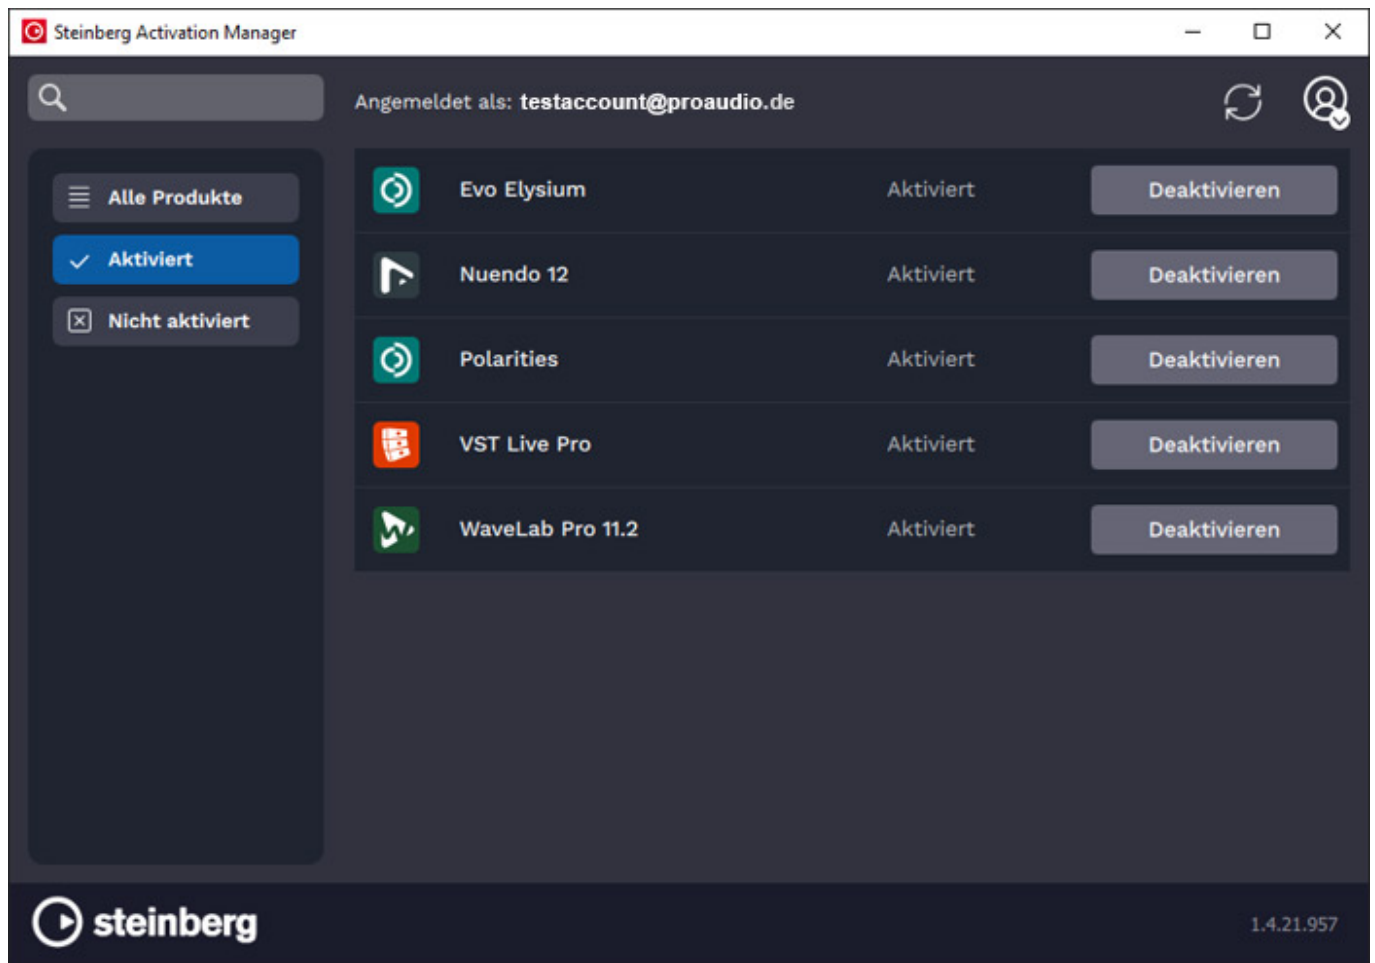 Steinberg Activation Manager
Angemeldet als: testaccount@proaudio.de
Alle Produkte
Aktiviert
Nicht aktiviert
Evo Elysium Aktiviert Deaktivieren
Nuendo 12 Aktiviert Deaktivieren
Polarities Aktiviert Deaktivieren
VST Live Pro Aktiviert Deaktivieren
WaveLab Pro 11.2 Aktiviert Deaktivieren
steinberg
1.4.21.957